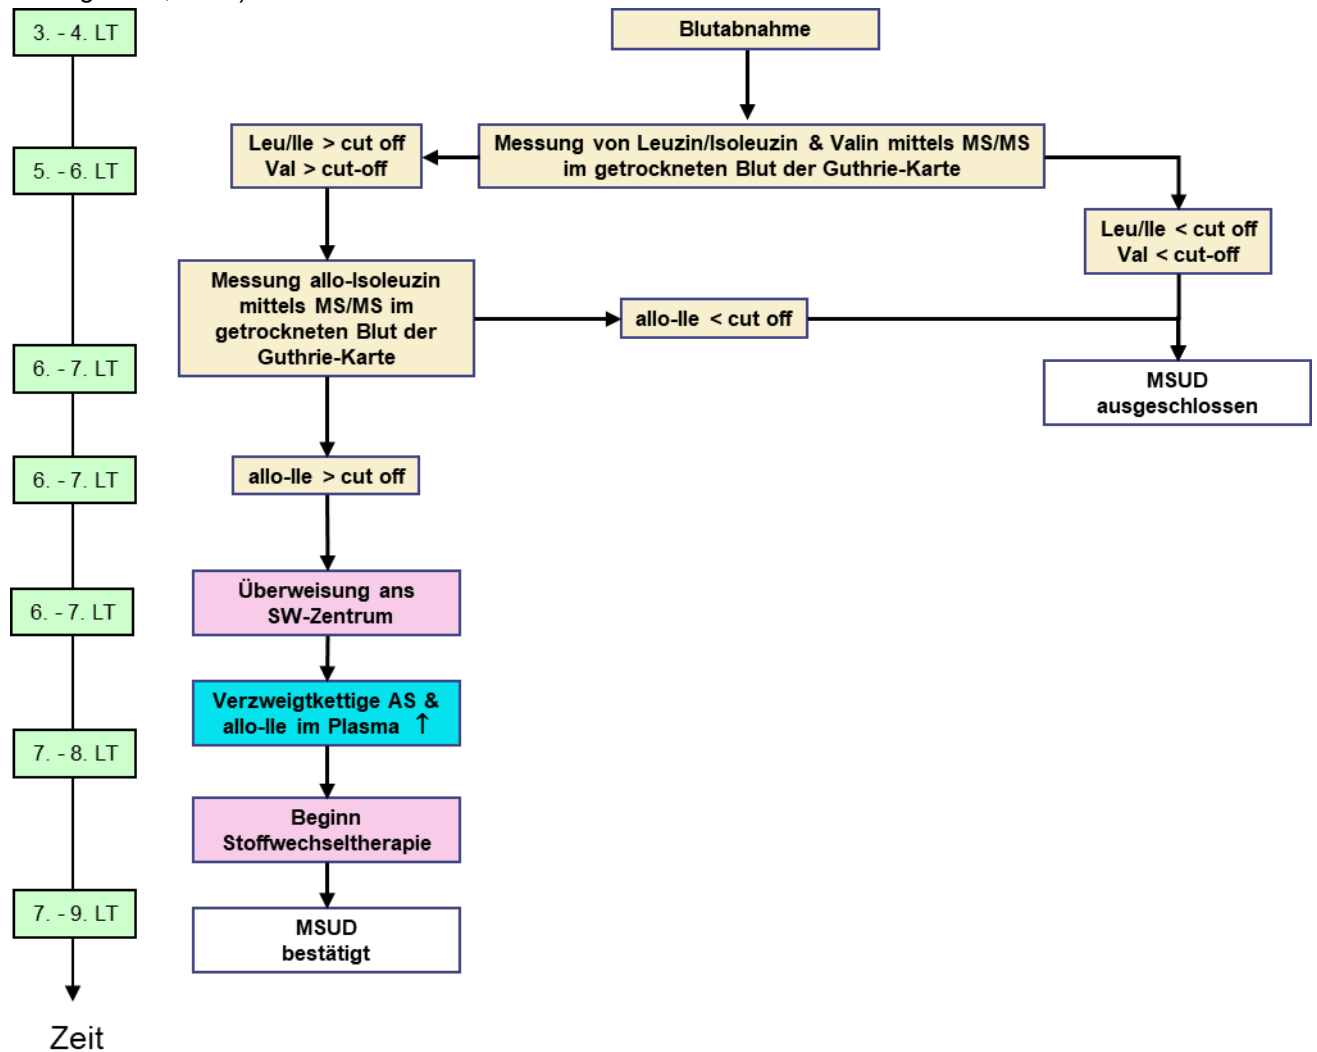 3. - 4. LT
Blutabnahme
5. - 6. LT
Leu/Ile > cut off
Val > cut-off
Messung von Leuzin/Isoleuzin & Valin mittels MS/MS
im getrockneten Blut der Guthrie-Karte
Leu/Ile < cut off
Val < cut-off
Messung allo-Isoleuzin
mittels MS/MS im
getrockneten Blut der
Guthrie-Karte
allo-Ile < cut off
6. - 7. LT
MSUD
ausgeschlossen
6. - 7. LT
allo-Ile > cut off
6. - 7. LT
Überweisung ans
SW-Zentrum
Verzweigtkettige AS &
allo-Ile im Plasma ↑
7. - 8. LT
Beginn
Stoffwechseltherapie
7. - 9. LT
MSUD
bestätigt
Zeit